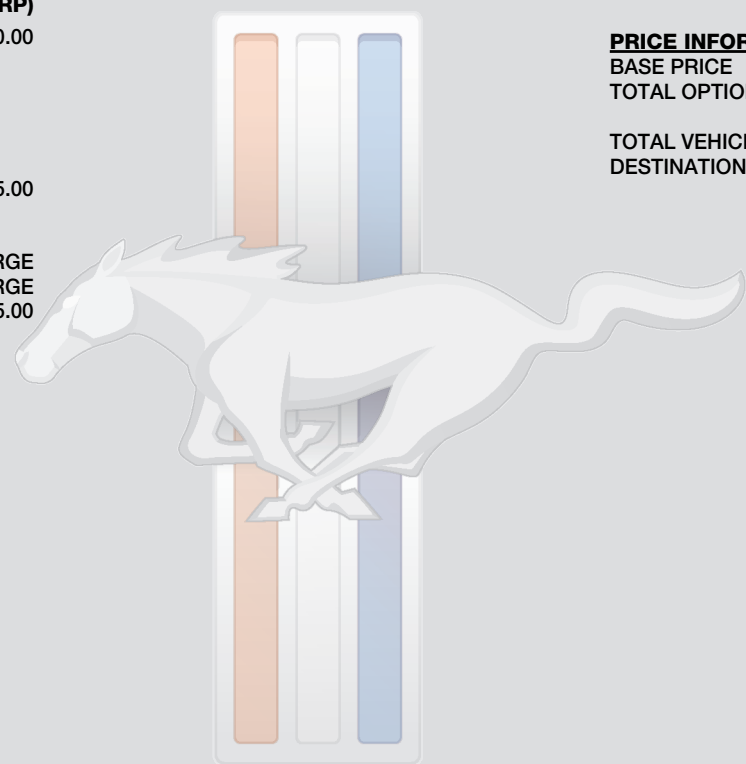 RP)
0.00
5.00
RGE
RGE
5.00
PRICE INFOR
BASE PRICE
TOTAL OPTIO
TOTAL VEHICL
DESTINATION